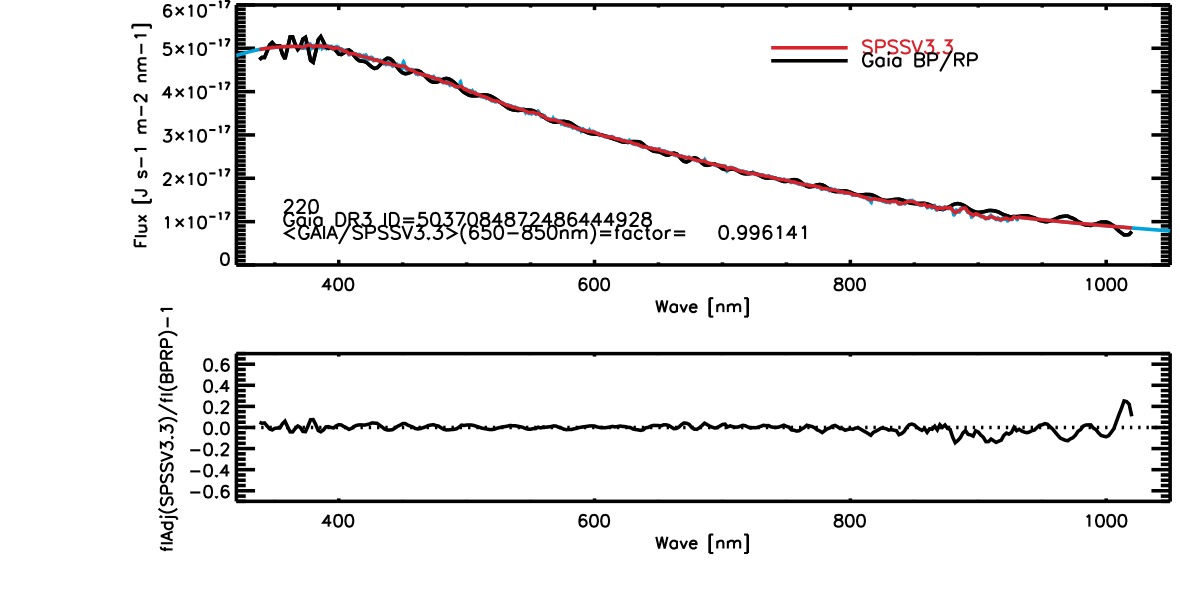 6×10−17
5×10−17
4×10−17
3×10−17
2×10−17
1×10−17
0
Flux [J s−1 m−2 nm−1]
SPSSV3.3
Gaia BP/RP
220
Gaia DR3 ID=5037084872486444928
<GAIA/SPSSv3.3>(650−850nm)=factor= 0.996141
400 600 800 1000
Wave [nm]
flAdj(SPSSV3.3)/fl(BPRP)−1
0.6
0.4
0.2
0.0
−0.2
−0.4
−0.6
400 600 800 1000
Wave [nm]